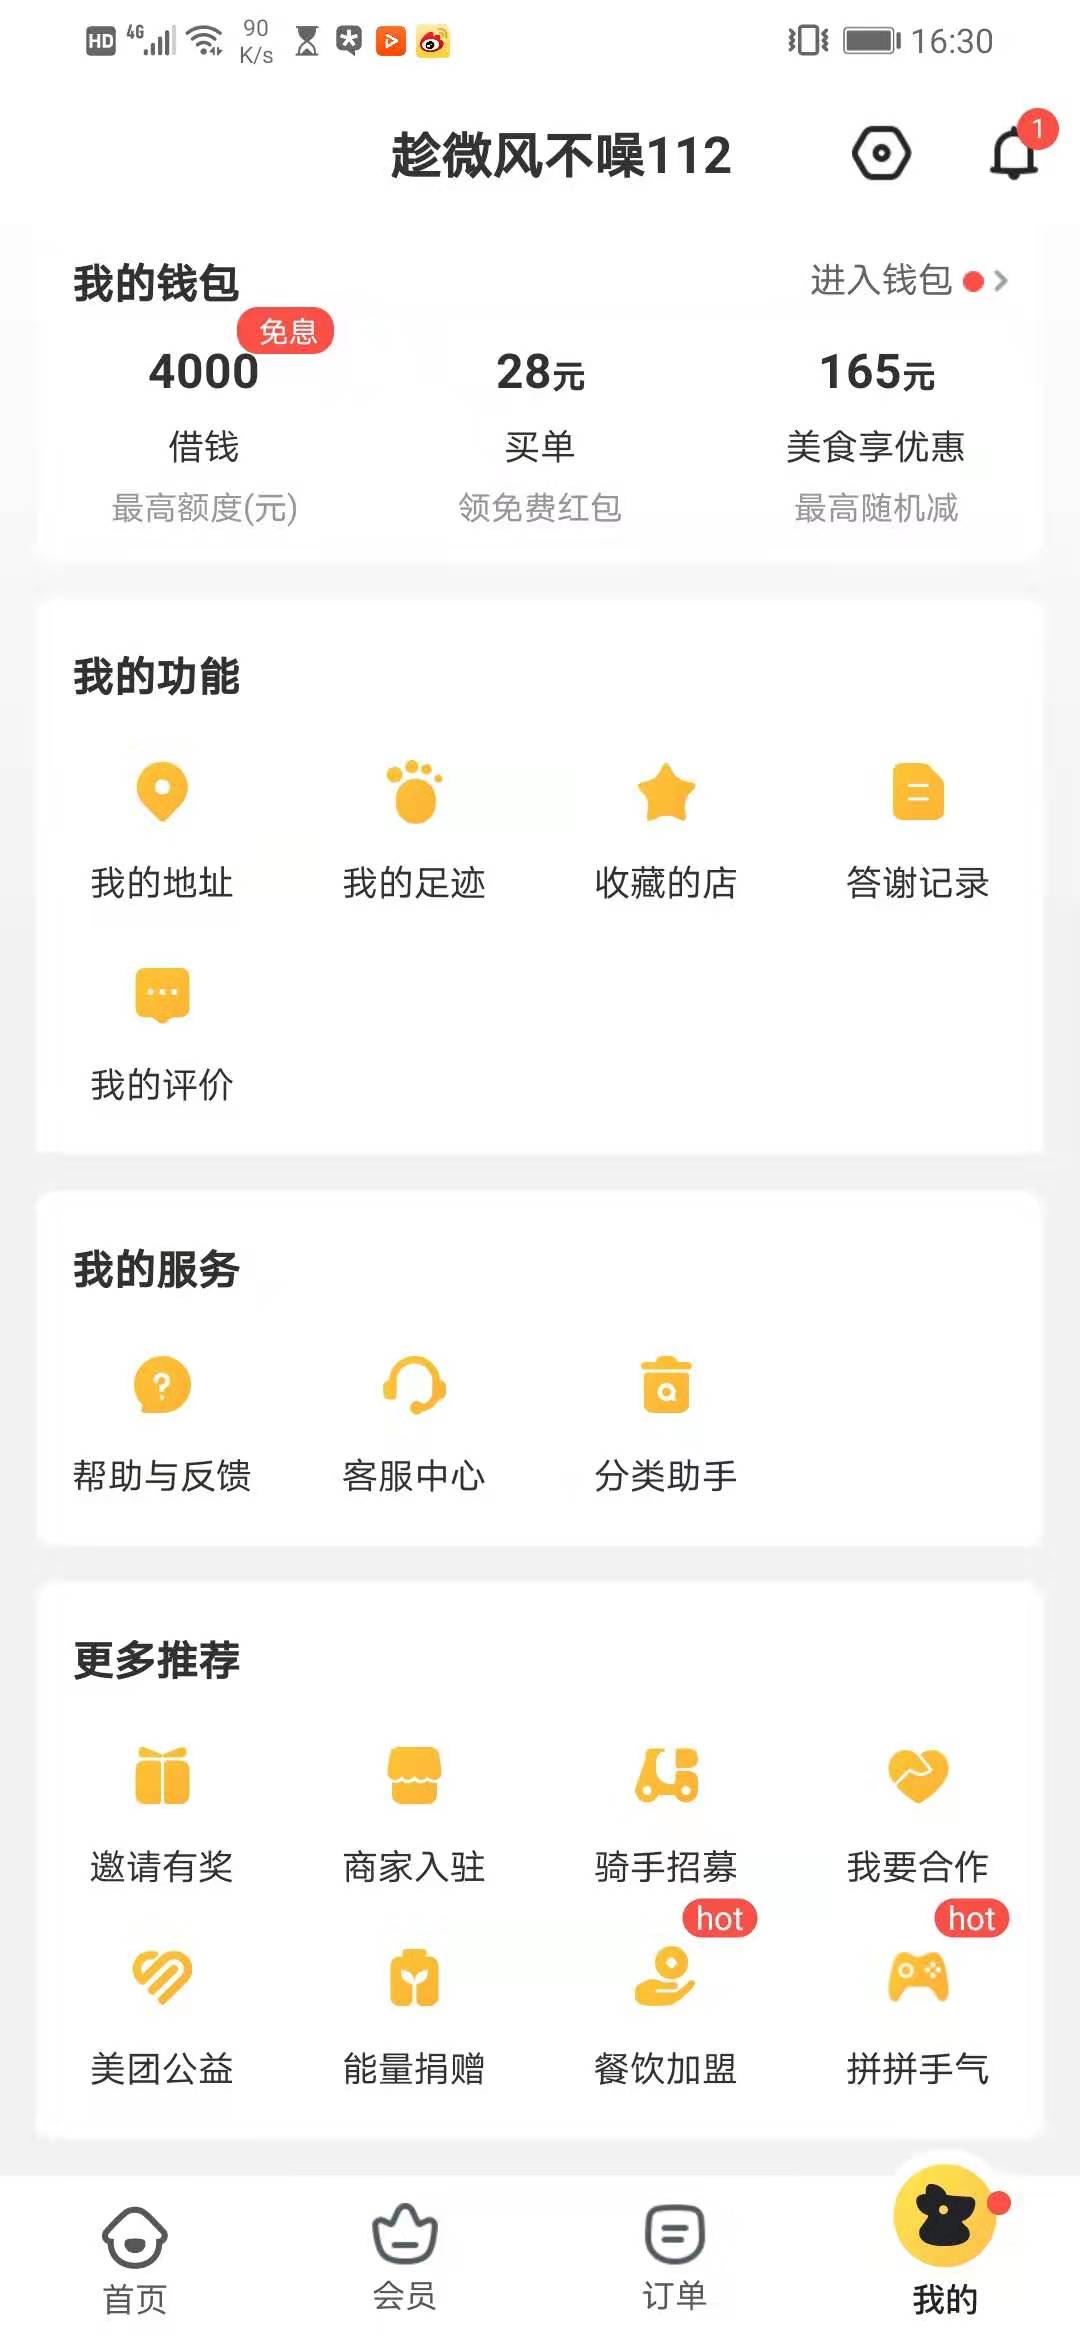 HD 4G 90 K/s 16:30
趁微风不噪112 1
我的钱包 进入钱包
免息
4000 28元 165元
借钱 买单 美食享优惠
最高额度(元) 领免费红包 最高随机减
我的功能
我的地址 我的足迹 收藏的店 答谢记录
我的评价
我的服务
帮助与反馈 客服中心 分类助手
更多推荐
邀请有奖 商家入驻 骑手招募 我要合作
hot hot
美团公益 能量捐赠 餐饮加盟 拼拼手气
首页 会员 订单 我的